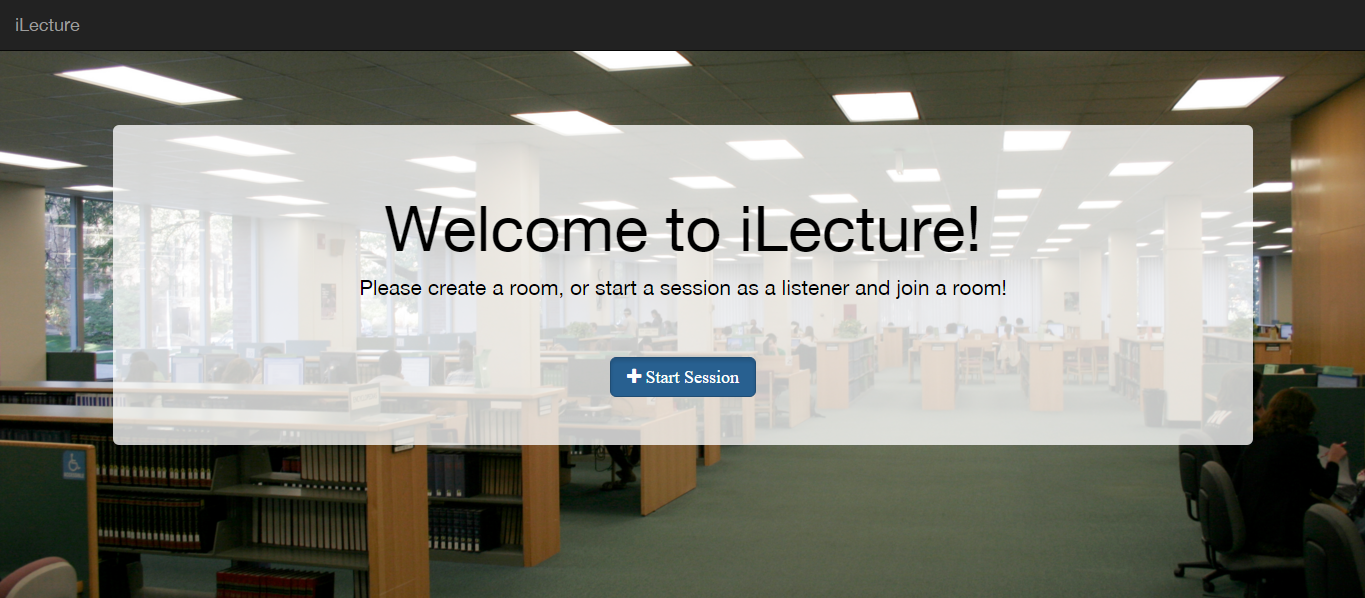 iLecture
Welcome to iLecture!
Please create a room, or start a session as a listener and join a room!
Start Session